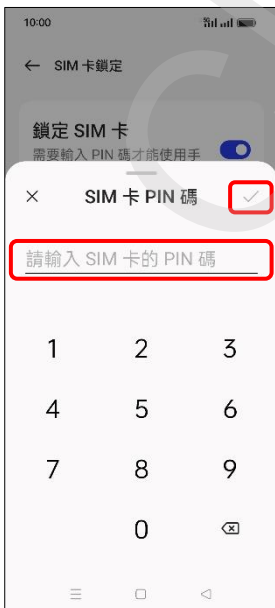 10:00
SIM 卡鎖定
鎖定 SIM 卡
需要輸入 PIN 碼才能使用手
SIM 卡 PIN 碼
請輸入 SIM 卡的 PIN 碼
1 2 3
4 5 6
7 8 9
0